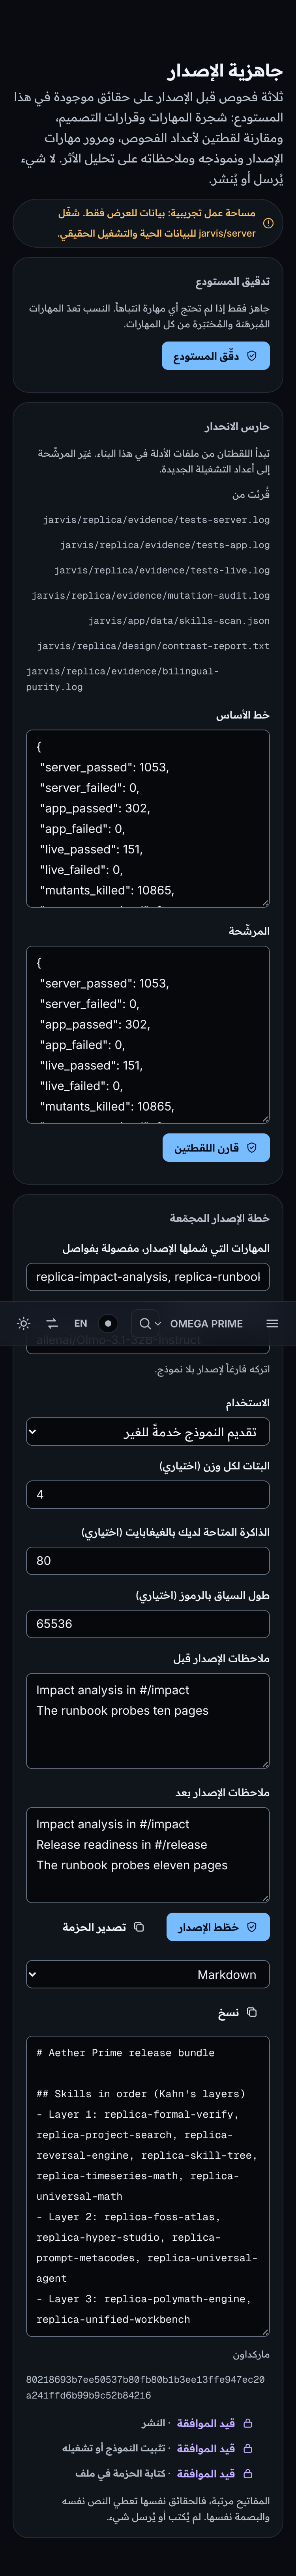 جاهزية الإصدار
ثلاثة فحوص قبل الإصدار على حقائق موجودة في هذا
المستودع: شجرة المهارات وقرارات التصميم،
ومقارنة لقطتين لأعداد الفحوص، ومرور مهارات
الإصدار ونموذجه وملاحظاته على تحليل الأثر. لا شيء
يُرسل أو يُنشر.
مساحة عمل تجريبية: بيانات للعرض فقط. شغّل
jarvis/server للبيانات الحية والتشغيل الحقيقي.
تدقيق المستودع
جاهز فقط إذا لم تحتج أي مهارة انتباهاً. النسب تعدّ المهارات
المُبرهَنة والمُختبَرة من كل المهارات.
دقّق المستودع
حارس الانحدار
تبدأ اللقطتان من ملفات الأدلة في هذا البناء. غيّر المرشّحة
إلى أعداد التشغيلة الجديدة.
قُرئت من
jarvis/replica/evidence/tests-server.log
jarvis/replica/evidence/tests-app.log
jarvis/replica/evidence/tests-live.log
jarvis/replica/evidence/mutation-audit.log
jarvis/app/data/skills-scan.json
jarvis/replica/design/contrast-report.txt
jarvis/replica/evidence/bilingual-
purity.log
خط الأساس
{
"server_passed": 1053,
"server_failed": 0,
"app_passed": 302,
"app_failed": 0,
"live_passed": 151,
"live_failed": 0,
"mutants_killed": 10865,
المرشّحة
{
"server_passed": 1053,
"server_failed": 0,
"app_passed": 302,
"app_failed": 0,
"live_passed": 151,
"live_failed": 0,
"mutants_killed": 10865,
قارن اللقطتين
خطة الإصدار المجمّعة
المهارات التي شملها الإصدار، مفصولة بفواصل
replica-impact-analysis, replica-runbool
OMEGA PRIME
EN
allenai/Olmo-3.1-32B-Instruct
اتركه فارغاً لإصدار بلا نموذج.
الاستخدام
تقديم النموذج خدمةً للغير
البتات لكل وزن (اختياري)
4
الذاكرة المتاحة لديك بالغيغابايت (اختياري)
80
طول السياق بالرموز (اختياري)
65536
ملاحظات الإصدار قبل
Impact analysis in #/impact
The runbook probes ten pages
ملاحظات الإصدار بعد
Impact analysis in #/impact
Release readiness in #/release
The runbook probes eleven pages
خطّط الإصدار
تصدير الحزمة
Markdown
نسخ
# Aether Prime release bundle
## Skills in order (Kahn's layers)
- Layer 1: replica-formal-verify,
replica-project-search, replica-
reversal-engine, replica-skill-tree,
replica-timeseries-math, replica-
universal-math
- Layer 2: replica-foss-atlas,
replica-hyper-studio, replica-
prompt-metacodes, replica-universal-
agent
- Layer 3: replica-polymath-engine,
replica-unified-workbench
ماركداون
80218693b7ee50537b80fb80b1b3ee13ffe947ec20
a241ffd6b99b9c52b84216
قيد الموافقة · النشر
قيد الموافقة · تثبيت النموذج أو تشغيله
قيد الموافقة · كتابة الحزمة في ملف
المفاتيح مرتبة، فالحقائق نفسها تعطي النص نفسه
والبصمة نفسها. لم يُكتب أو يُرسل شيء.